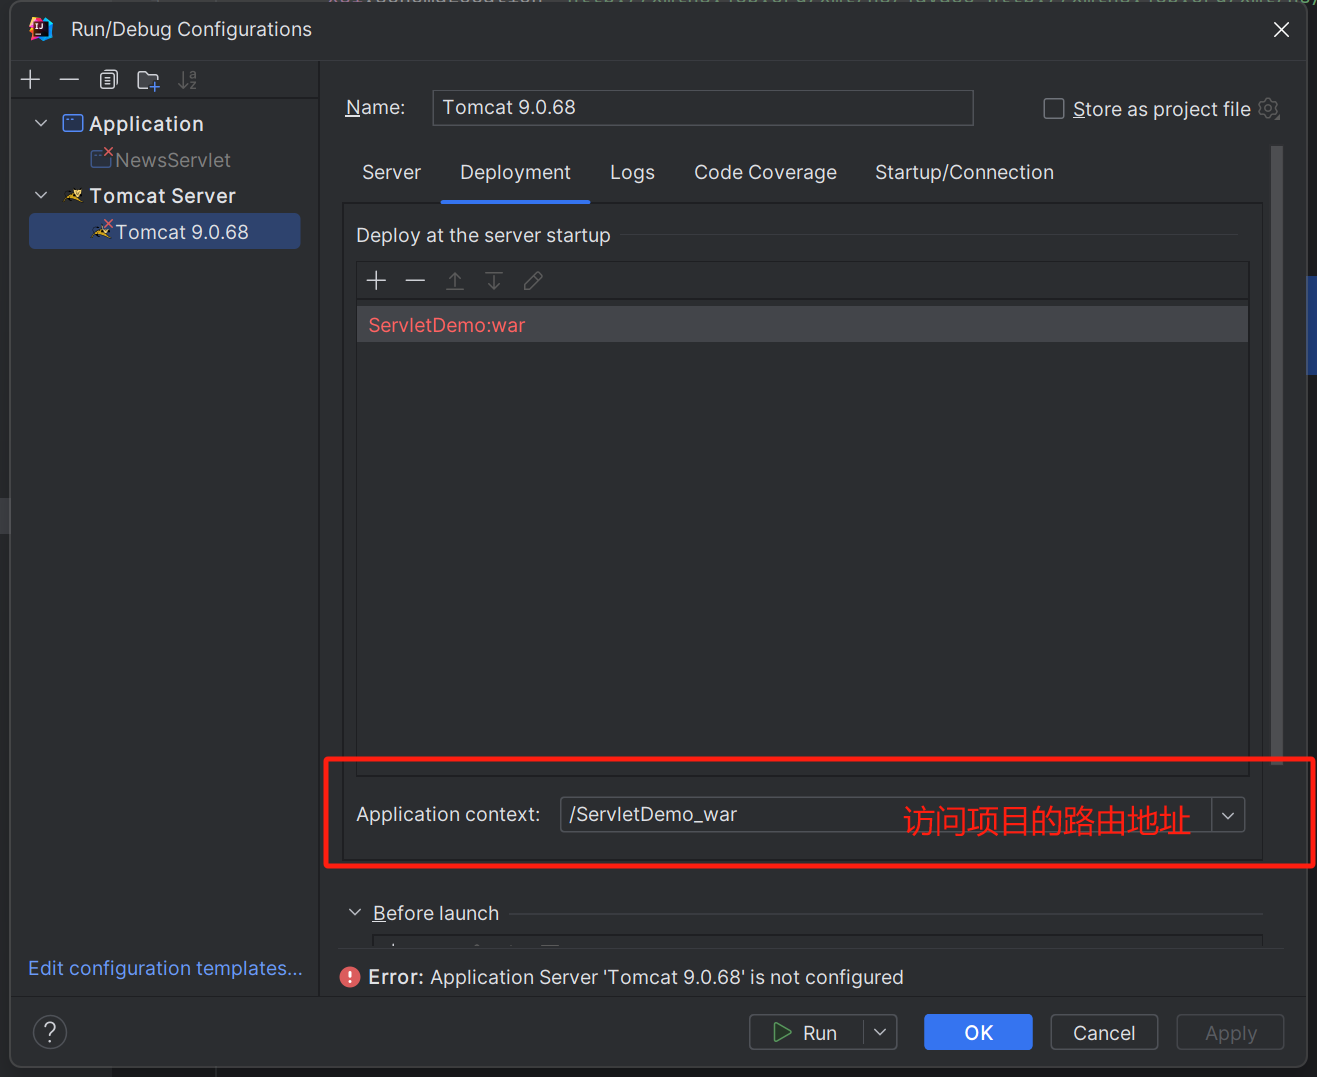 Run/Debug Configurations
Application
NewsServlet
Tomcat Server
Tomcat 9.0.68
Edit configuration templates...
Name:
Tomcat 9.0.68
Store as project file
Server
Deployment
Logs
Code Coverage
Startup/Connection
Deploy at the server startup
ServletDemo:war
Application context:
/ServletDemo_war
访问项目的路由地址
Before launch
Error: Application Server 'Tomcat 9.0.68' is not configured
?
Run
OK
Cancel
Apply